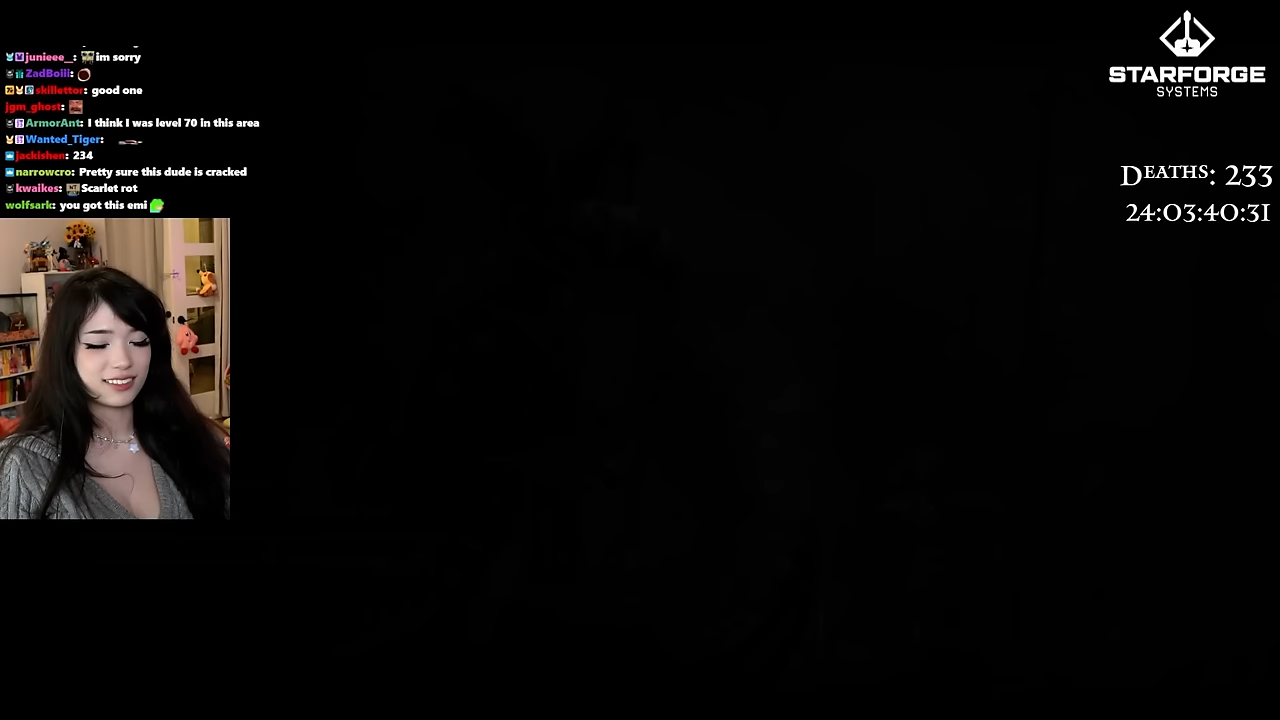 junieee_: im sorry
ZadBoiii:
skillettor: good one
jgm_ghost:
ArmorAnt: I think I was level 70 in this area
Wanted_Tiger:
jackishen: 234
narrowcro: Pretty sure this dude is cracked
kwaikes: Scarlet rot
wolfsark: you got this emi
STARFORGE
SYSTEMS
Deaths: 233
24:03:40:31